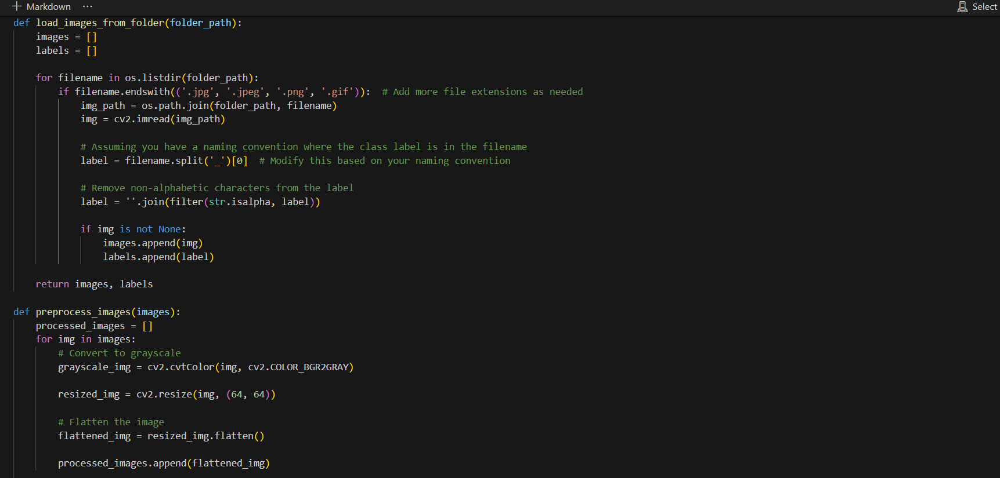 Markdown ...
Select
def load_images_from_folder(folder_path):
    images = []
    labels = []

    for filename in os.listdir(folder_path):
        if filename.endswith(('.jpg', '.jpeg', '.png', '.gif')):  # Add more file extensions as needed
            img_path = os.path.join(folder_path, filename)
            img = cv2.imread(img_path)

            # Assuming you have a naming convention where the class label is in the filename
            label = filename.split('_')[0]  # Modify this based on your naming convention

            # Remove non-alphabetic characters from the label
            label = ''.join(filter(str.isalpha, label))

            if img is not None:
                images.append(img)
                labels.append(label)

    return images, labels

def preprocess_images(images):
    processed_images = []
    for img in images:
        # Convert to grayscale
        grayscale_img = cv2.cvtColor(img, cv2.COLOR_BGR2GRAY)

        resized_img = cv2.resize(img, (64, 64))

        # Flatten the image
        flattened_img = resized_img.flatten()

        processed_images.append(flattened_img)